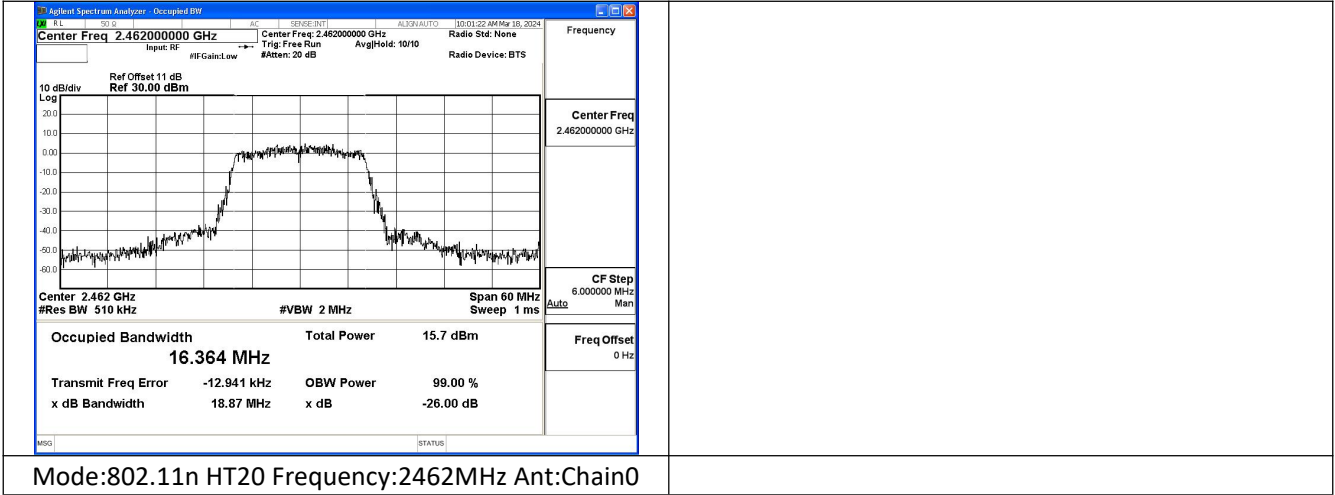 Agilent Spectrum Analyzer - Occupied BW
RL 50 Ω AC SENSE:INT ALIGN AUTO 10:01:22 AM Mar 18, 2024
Center Freq 2.462000000 GHz Center Freq: 2.462000000 GHz Radio Std: None Frequency
Input: RF Trig: Free Run Avg|Hold: 10/10
#IFGain:Low #Atten: 20 dB Radio Device: BTS
Ref Offset 11 dB
10 dB/div Ref 30.00 dBm
Log
20.0
10.0
0.00
-10.00
-20.0
-30.0
-40.0
-50.0
-60.0
Center Freq
2.462000000 GHz
CF Step
6.000000 MHz
Auto Man
Center 2.462 GHz Span 60 MHz
#Res BW 510 kHz #VBW 2 MHz Sweep 1 ms
Freq Offset
0 Hz
Occupied Bandwidth Total Power 15.7 dBm
16.364 MHz
Transmit Freq Error -12.941 kHz OBW Power 99.00 %
x dB Bandwidth 18.87 MHz x dB -26.00 dB
MSG STATUS
Mode:802.11n HT20 Frequency:2462MHz Ant:Chain0